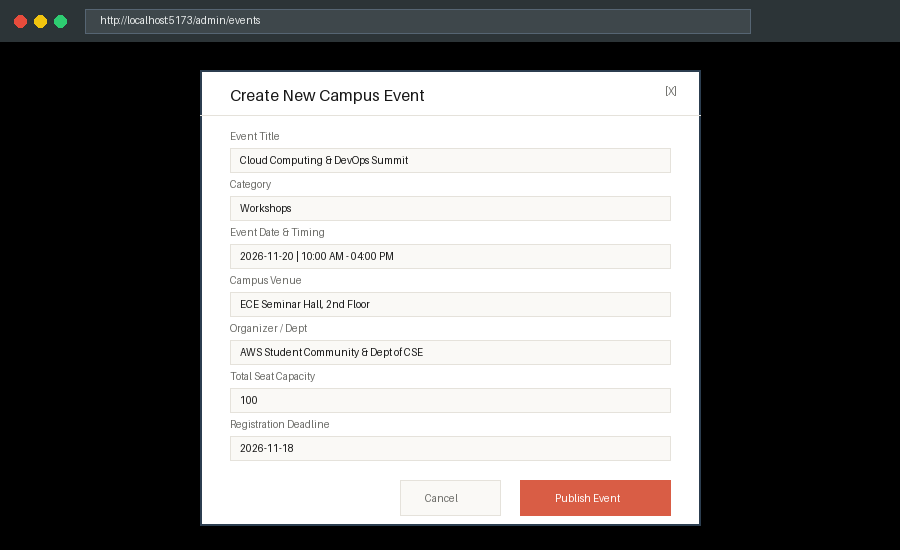 http://localhost:5173/admin/events
Create New Campus Event
[X]
Event Title
Cloud Computing & DevOps Summit
Category
Workshops
Event Date & Timing
2026-11-20 | 10:00 AM - 04:00 PM
Campus Venue
ECE Seminar Hall, 2nd Floor
Organizer / Dept
AWS Student Community & Dept of CSE
Total Seat Capacity
100
Registration Deadline
2026-11-18
Cancel
Publish Event